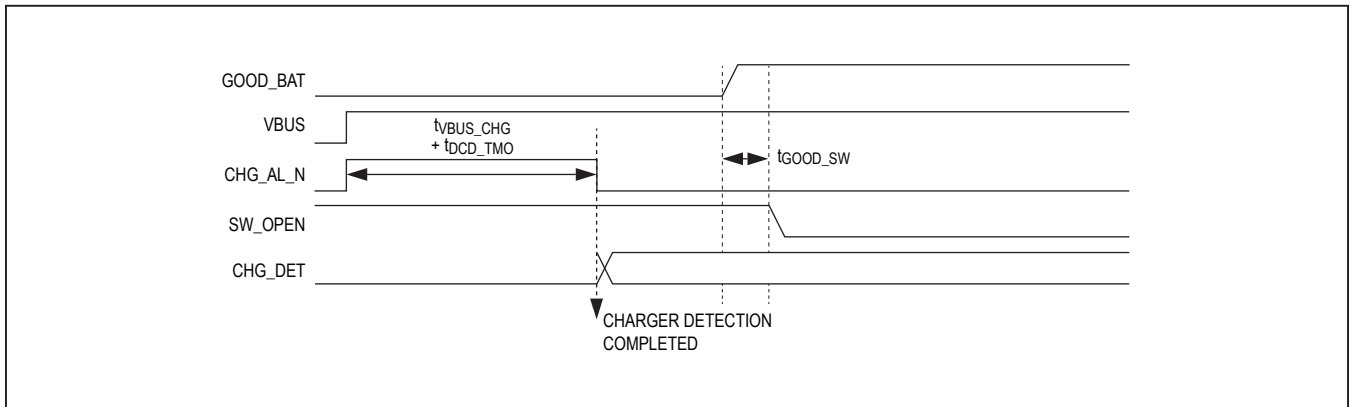 GOOD_BAT
VBUS
tVBUS_CHG
+ tDCD_TMO
tGOOD_SW
CHG_AL_N
SW_OPEN
CHG_DET
CHARGER DETECTION
COMPLETED